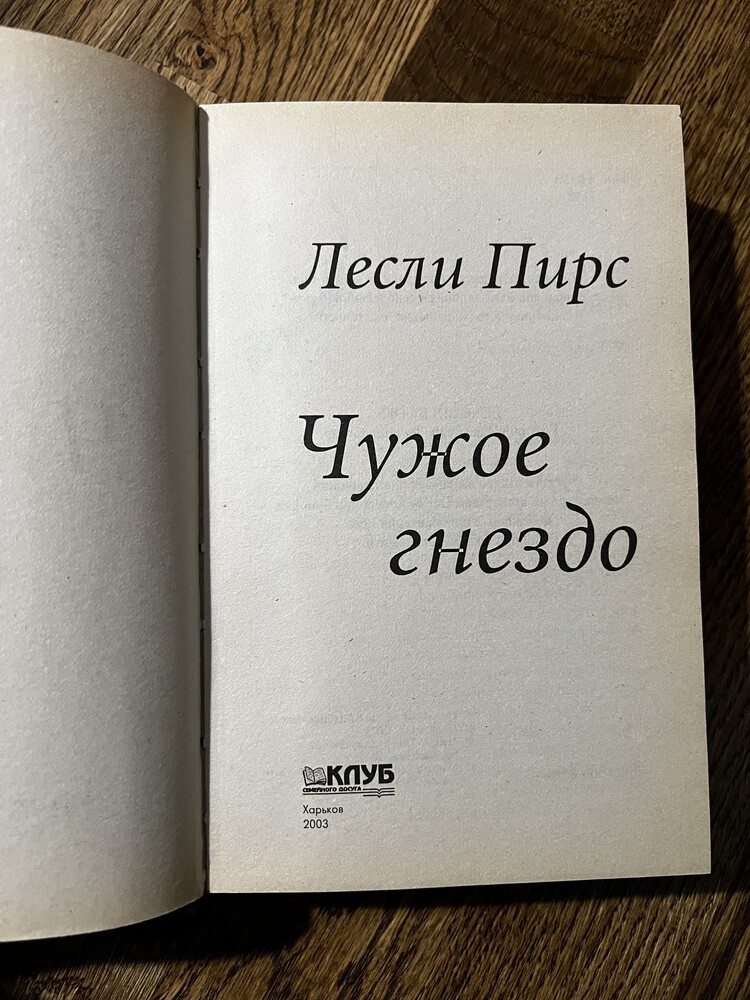 Лесли Пирс
Чужое
гнездо
КЛУБ
СЕМЕЙНОГО ДОСУГА
Харьков
2003